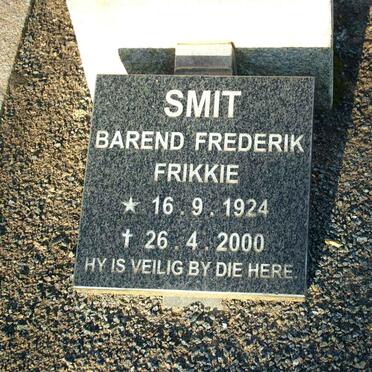 SMIT
BAREND FREDERIK
FRIKKIE
★ 16.9.1924
✝ 26.4.2000
HY IS VEILIG BY DIE HERE